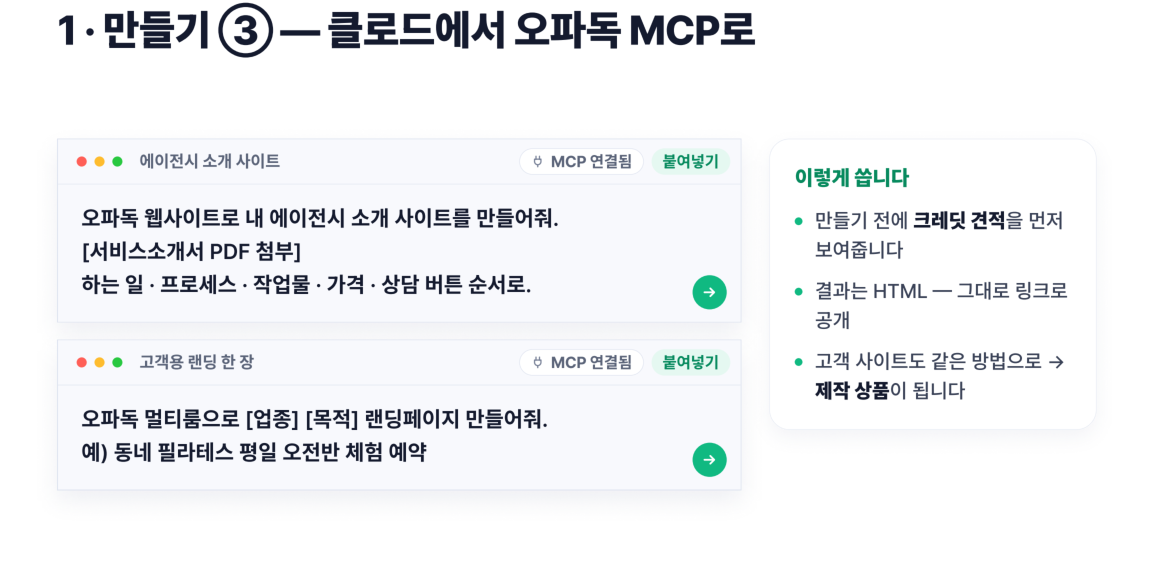 1 · 만들기 ③ — 클로드에서 오파독 MCP로
에이전시 소개 사이트
MCP 연결됨
붙여넣기
오파독 웹사이트로 내 에이전시 소개 사이트를 만들어줘.
[서비스소개서 PDF 첨부]
하는 일 · 프로세스 · 작업물 · 가격 · 상담 버튼 순서로.
고객용 랜딩 한 장
MCP 연결됨
붙여넣기
오파독 멀티룸으로 [업종] [목적] 랜딩페이지 만들어줘.
예) 동네 필라테스 평일 오전반 체험 예약
이렇게 씁니다
만들기 전에 크레딧 견적을 먼저
보여줍니다
결과는 HTML — 그대로 링크로
공개
고객 사이트도 같은 방법으로 →
제작 상품이 됩니다